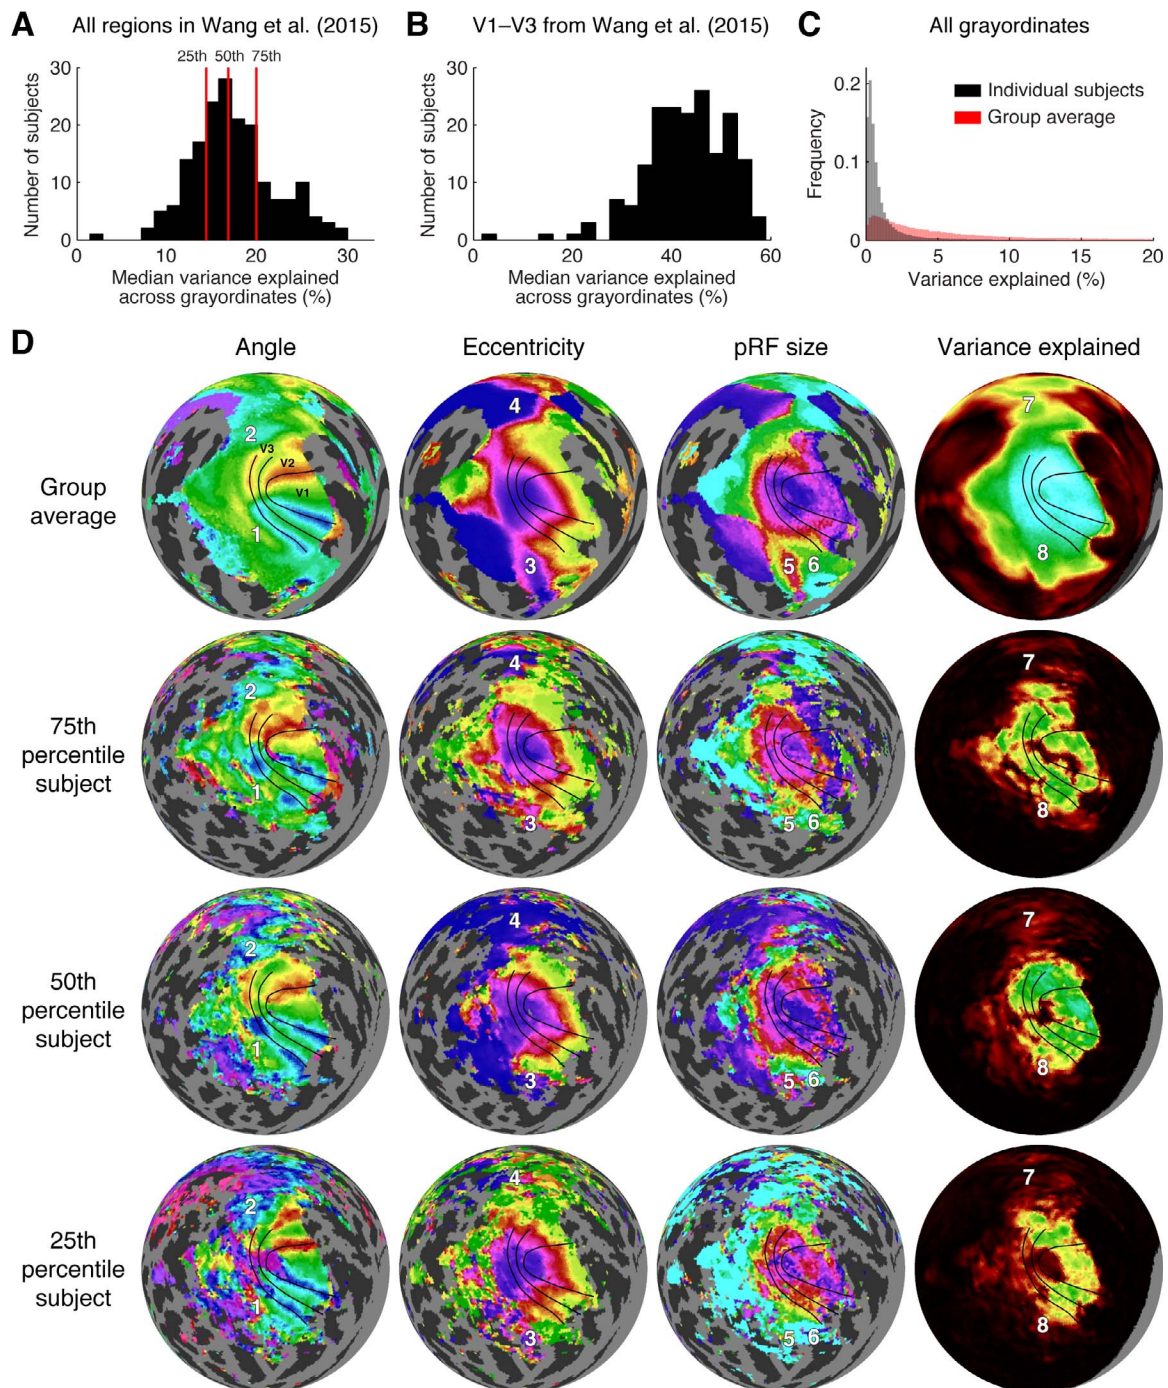 A All regions in Wang et al. (2015)
25th 50th 75th
30
20
10
0
Number of subjects
0 10 20 30
Median variance explained
across grayordinates (%)
B V1–V3 from Wang et al. (2015)
30
20
10
0
Number of subjects
0 20 40 60
Median variance explained
across grayordinates (%)
C All grayordinates
0.2
0.1
0
Frequency
Individual subjects
Group average
0 5 10 15 20
Variance explained (%)
D
Angle Eccentricity pRF size Variance explained
Group
average
2
V3
V2
V1
1
4
3
5 6
7
8
75th
percentile
subject
2
1
4
3
5 6
7
8
50th
percentile
subject
2
1
4
3
5 6
7
8
25th
percentile
subject
2
1
4
3
5 6
7
8